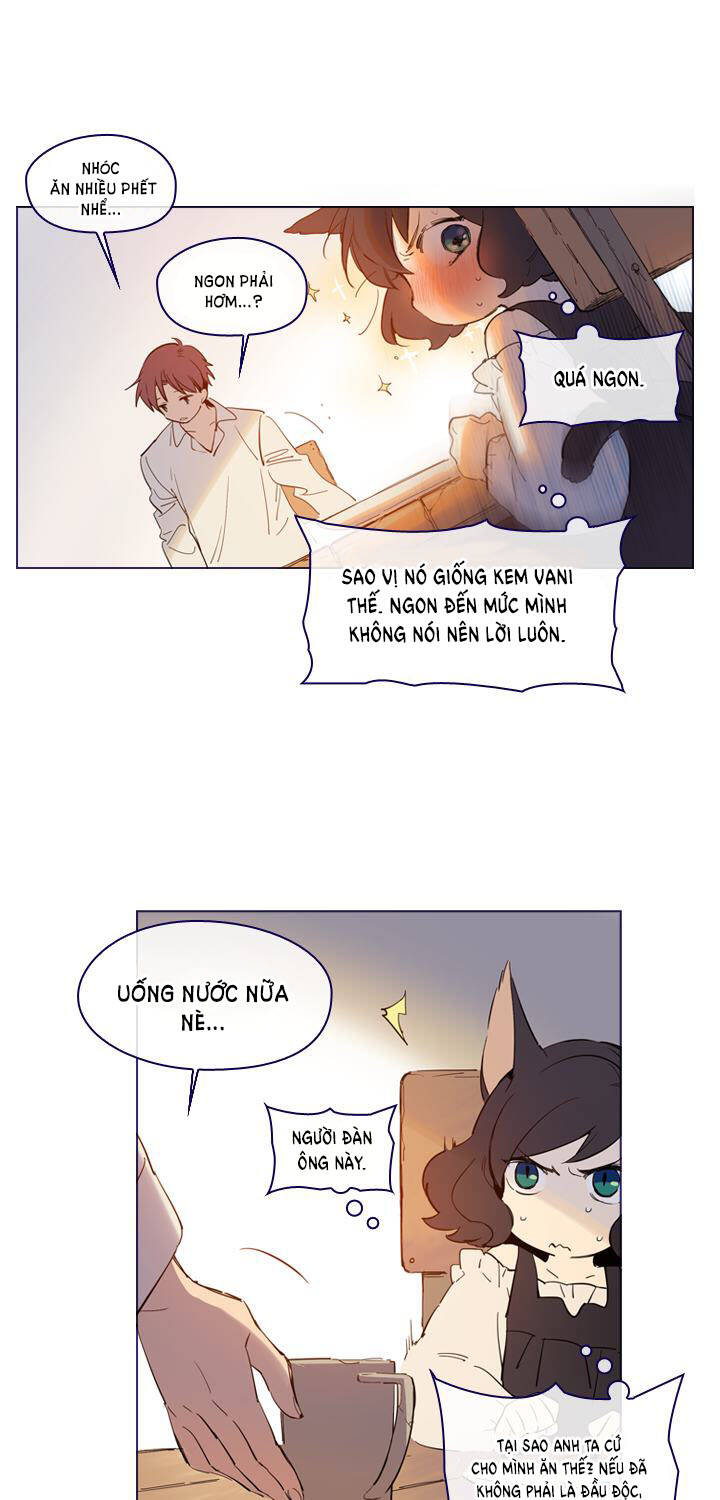 NHÓC
ĂN NHIỀU PHẾT
NHỂ...
NGON PHẢI
HƠM...?
QUÁ NGON.
SAO VỊ NÓ GIỐNG KEM VANI
THẾ. NGON ĐẾN MỨC MÌNH
KHÔNG NÓI NÊN LỜI LUÔN.
UỐNG NƯỚC NỮA
NÈ...
NGƯỜI ĐÀN
ÔNG NÀY.
TẠI SAO ANH TA CỨ
CHO MÌNH ĂN THẾ? NẾU ĐÃ
KHÔNG PHẢI LÀ ĐẦU ĐỘC,